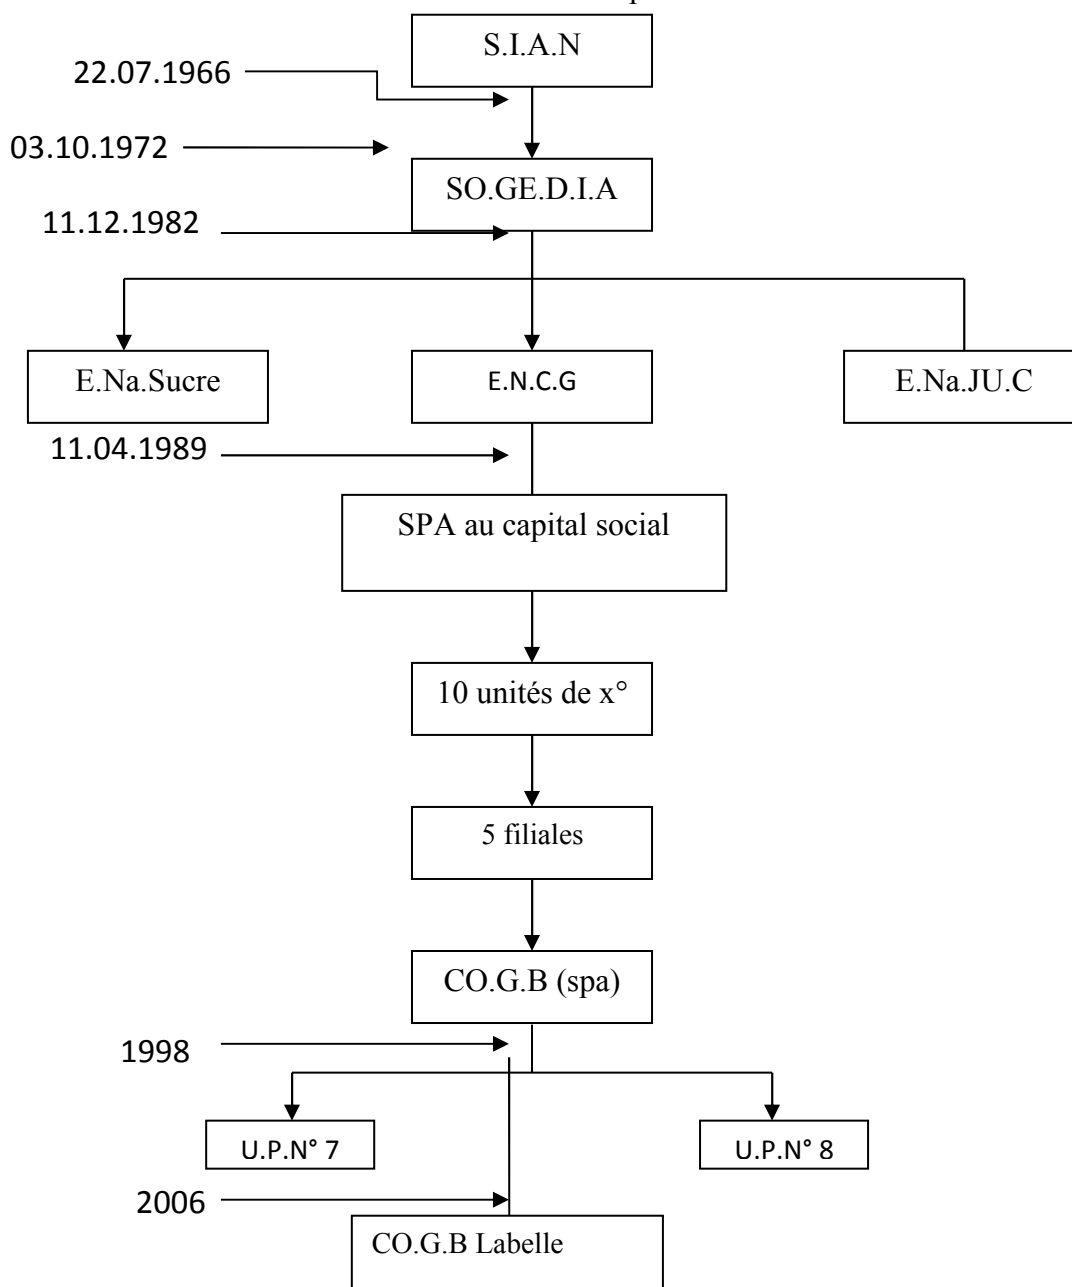 S.I.A.N
22.07.1966
03.10.1972
SO.GE.D.I.A
11.12.1982
E.Na.Sucre
E.N.C.G
E.Na.JU.C
11.04.1989
SPA au capital social
10 unités de x°
5 filiales
CO.G.B (spa)
1998
U.P.N° 7
U.P.N° 8
2006
CO.G.B Labelle